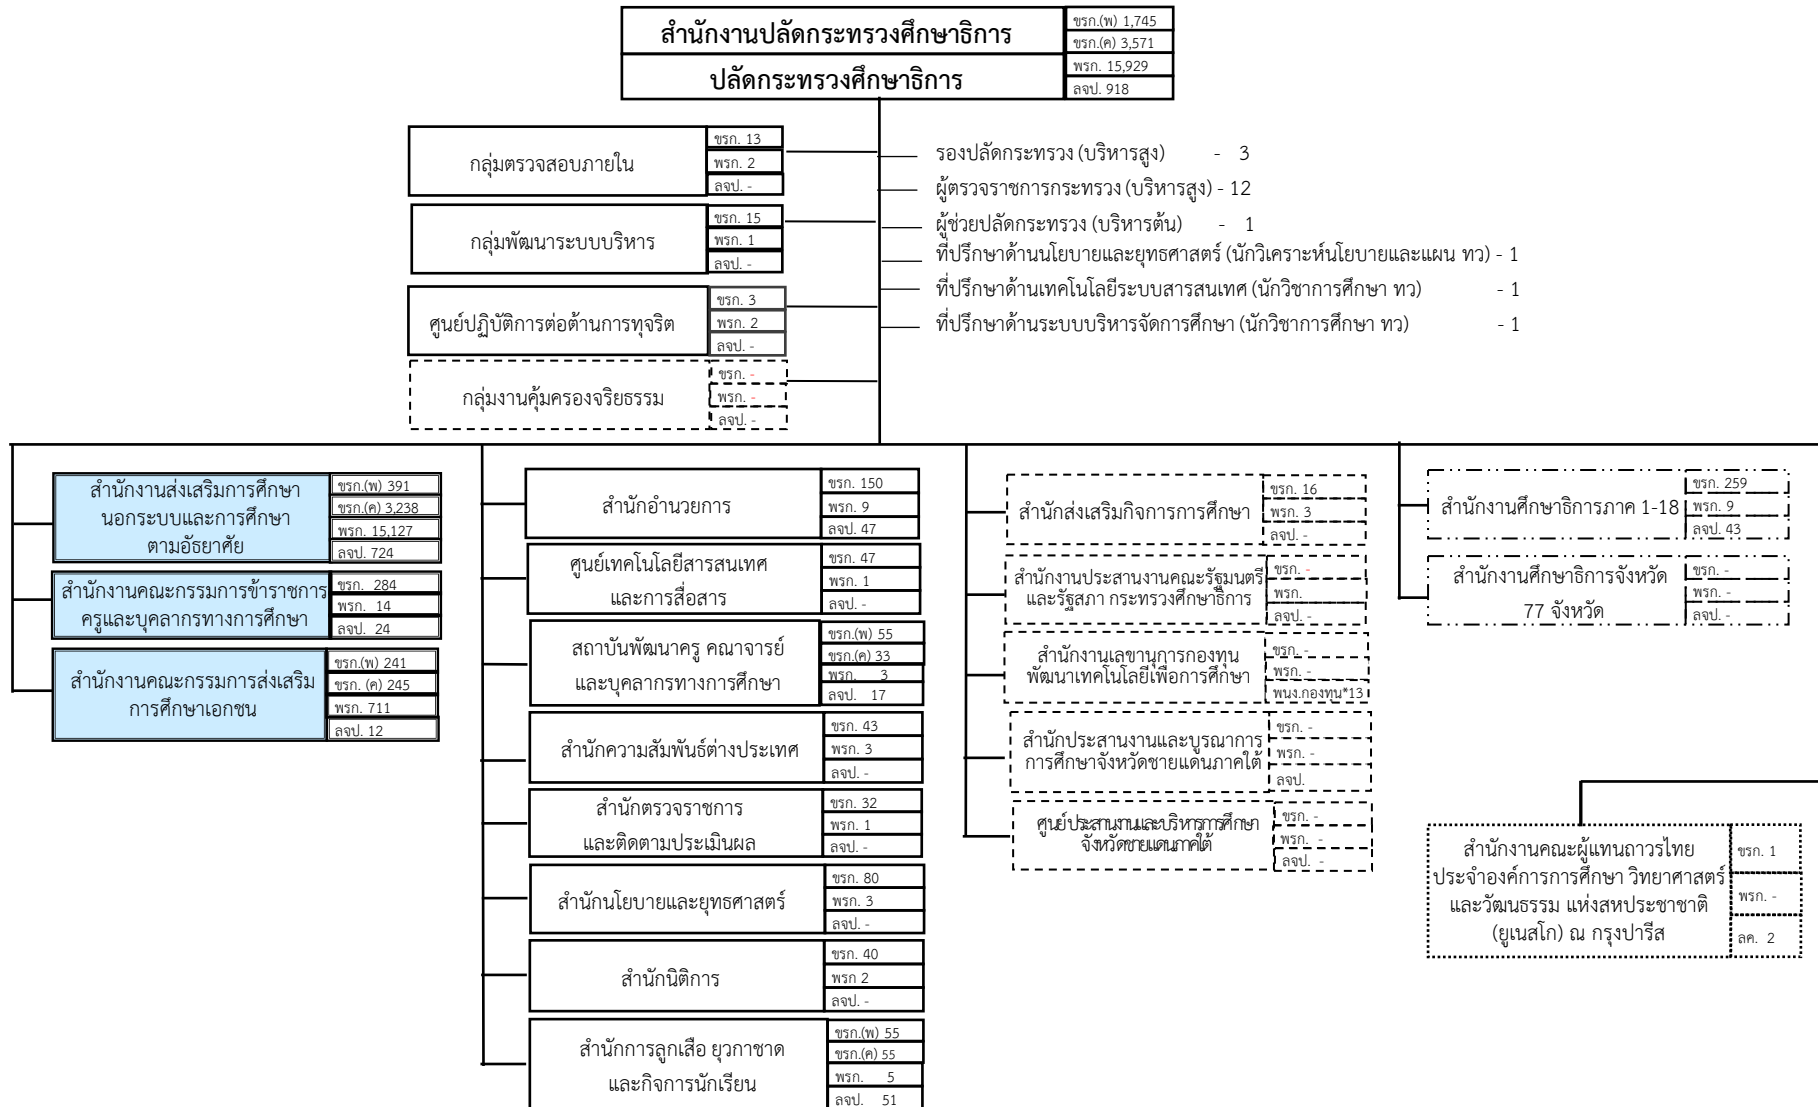 สำนักงานปลัดกระทรวงศึกษาธิการ
ปลัดกระทรวงศึกษาธิการ
ขรก.(พ) 1,745
ขรก.(ค) 3,571
พรก. 15,929
ลจป. 918
กลุ่มตรวจสอบภายใน
ขรก. 13
พรก. 2
ลจป. -
กลุ่มพัฒนาระบบบริหาร
ขรก. 15
พรก. 1
ลจป. -
ศูนย์ปฏิบัติการต่อต้านการทุจริต
ขรก. 3
พรก. 2
ลจป. -
กลุ่มงานคุ้มครองจริยธรรม
ขรก. -
พรก. -
ลจป. -
รองปลัดกระทรวง (บริหารสูง) - 3
ผู้ตรวจราชการกระทรวง (บริหารสูง) - 12
ผู้ช่วยปลัดกระทรวง (บริหารต้น) - 1
ที่ปรึกษาด้านนโยบายและยุทธศาสตร์ (นักวิเคราะห์นโยบายและแผน ทว) - 1
ที่ปรึกษาด้านเทคโนโลยีระบบสารสนเทศ (นักวิชาการศึกษา ทว) - 1
ที่ปรึกษาด้านระบบบริหารจัดการศึกษา (นักวิชาการศึกษา ทว) - 1
สำนักงานส่งเสริมการศึกษา
นอกระบบและการศึกษา
ตามอัธยาศัย
ขรก.(พ) 391
ขรก.(ค) 3,238
พรก. 15,127
ลจป. 724
สำนักงานคณะกรรมการข้าราชการ
ครูและบุคลากรทางการศึกษา
ขรก. 284
พรก. 14
ลจป. 24
สำนักงานคณะกรรมการส่งเสริม
การศึกษาเอกชน
ขรก.(พ) 241
ขรก. (ค) 245
พรก. 711
ลจป. 12
สำนักอำนวยการ
ขรก. 150
พรก. 9
ลจป. 47
ศูนย์เทคโนโลยีสารสนเทศ
และการสื่อสาร
ขรก. 47
พรก. 1
ลจป. -
สถาบันพัฒนาครู คณาจารย์
และบุคลากรทางการศึกษา
ขรก.(พ) 55
ขรก.(ค) 33
พรก. 3
ลจป. 17
สำนักความสัมพันธ์ต่างประเทศ
ขรก. 43
พรก. 3
ลจป. -
สำนักตรวจราชการ
และติดตามประเมินผล
ขรก. 32
พรก. 1
ลจป. -
สำนักนโยบายและยุทธศาสตร์
ขรก. 80
พรก. 3
ลจป. -
สำนักนิติการ
ขรก. 40
พรก 2
ลจป. -
สำนักการลูกเสือ ยุวกาชาด
และกิจการนักเรียน
ขรก.(พ) 55
ขรก.(ค) 55
พรก. 5
ลจป. 51
สำนักส่งเสริมกิจการการศึกษา
ขรก. 16
พรก. 3
ลจป. -
สำนักงานประสานงานคณะรัฐมนตรี
และรัฐสภา กระทรวงศึกษาธิการ
ขรก. -
พรก.
ลจป. -
สำนักงานเลขานุการกองทุน
พัฒนาเทคโนโลยีเพื่อการศึกษา
ขรก. -
พรก. -
พนง.กองทุน*13
สำนักประสานงานและบูรณาการ
การศึกษาจังหวัดชายแดนภาคใต้
ขรก. -
พรก. -
ลจป.
ศูนย์ประสานงานและบริหารการศึกษา
จังหวัดชายแดนภาคใต้
ขรก. -
พรก. -
ลจป. -
สำนักงานศึกษาธิการภาค 1-18
ขรก. 259
พรก. 9
ลจป. 43
สำนักงานศึกษาธิการจังหวัด
77 จังหวัด
ขรก. -
พรก. -
ลจป. -
สำนักงานคณะผู้แทนถาวรไทย
ประจำองค์การการศึกษา วิทยาศาสตร์
และวัฒนธรรม แห่งสหประชาชาติ
(ยูเนสโก) ณ กรุงปารีส
ขรก. 1
พรก. -
ลค. 2